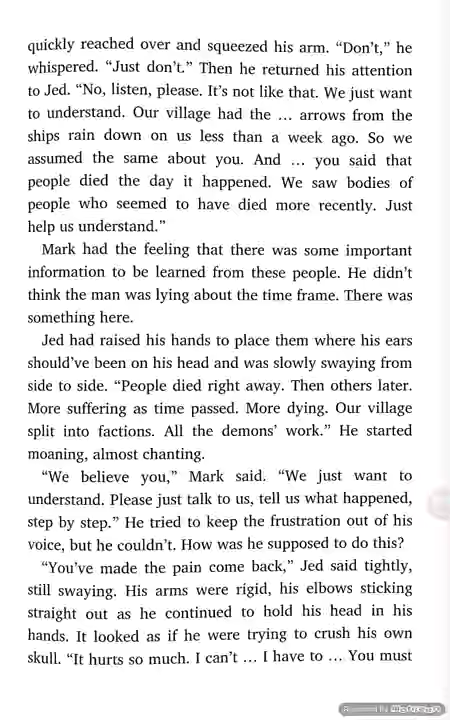 quickly reached over and squeezed his arm. “Don’t,” he
whispered. “Just don’t.” Then he returned his attention
to Jed. “No, listen, please. It’s not like that. We just want
to understand. Our village had the … arrows from the
ships rain down on us less than a week ago. So we
assumed the same about you. And … you said that
people died the day it happened. We saw bodies of
people who seemed to have died more recently. Just
help us understand.”
Mark had the feeling that there was some important
information to be learned from these people. He didn’t
think the man was lying about the time frame. There was
something here.
Jed had raised his hands to place them where his ears
should’ve been on his head and was slowly swaying from
side to side. “People died right away. Then others later.
More suffering as time passed. More dying. Our village
split into factions. All the demons’ work.” He started
moaning, almost chanting.
“We believe you,” Mark said. “We just want to
understand. Please just talk to us, tell us what happened,
step by step.” He tried to keep the frustration out of his
voice, but he couldn’t. How was he supposed to do this?
“You’ve made the pain come back,” Jed said tightly,
still swaying. His arms were rigid, his elbows sticking
straight out as he continued to hold his head in his
hands. It looked as if he were trying to crush his own
skull. “It hurts so much. I can’t … I have to … You must